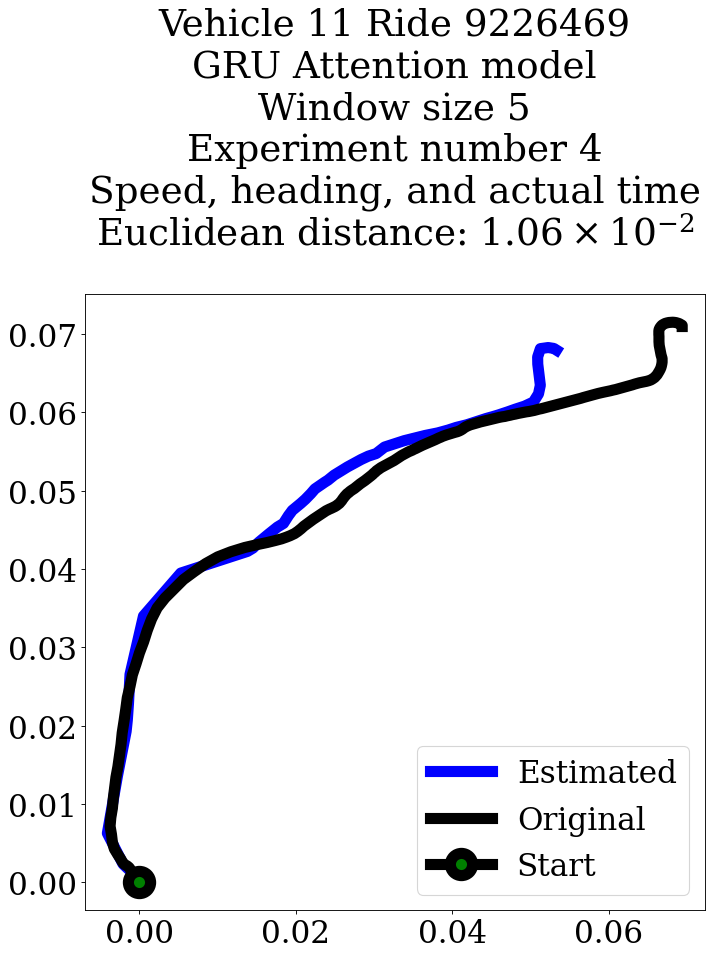 Vehicle 11 Ride 9226469
GRU Attention model
Window size 5
Experiment number 4
Speed, heading, and actual time
Euclidean distance: 1.06 × 10⁻²
0.07
0.06
0.05
0.04
0.03
0.02
0.01
0.00
Estimated
Original
Start
0.00 0.02 0.04 0.06